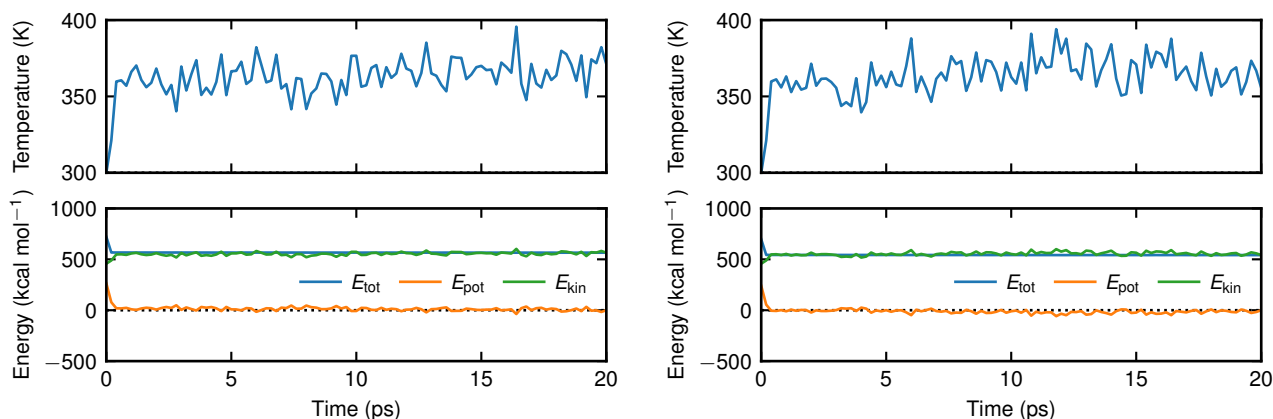 Temperature (K)
400
350
300
Energy (kcal mol⁻¹)
1000
500
0
−500
E_tot E_pot E_kin
0 5 10 15 20
Time (ps)
Temperature (K)
400
350
300
Energy (kcal mol⁻¹)
1000
500
0
−500
E_tot E_pot E_kin
0 5 10 15 20
Time (ps)